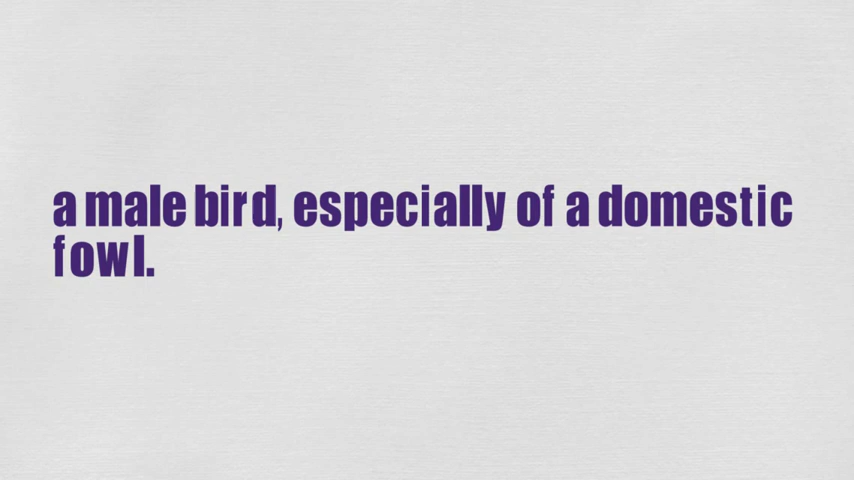 a male bird, especially of a domestic
fowl.